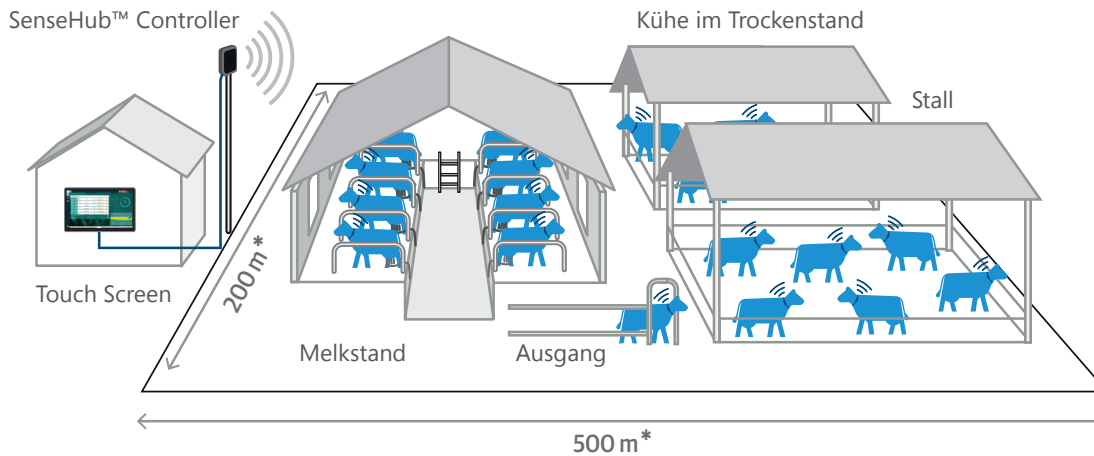 SenseHub™ Controller
Kühe im Trockenstand
Stall
Touch Screen
200 m*
Melkstand
Ausgang
500 m*